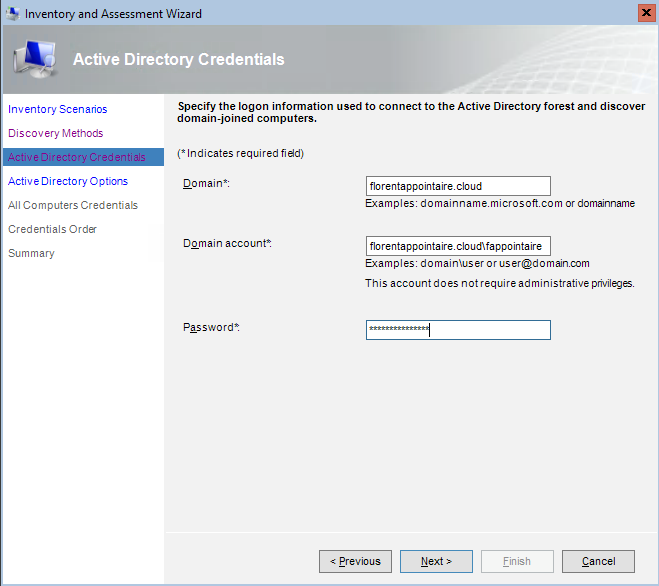 Inventory and Assessment Wizard
Active Directory Credentials
Inventory Scenarios
Discovery Methods
Active Directory Credentials
Active Directory Options
All Computers Credentials
Credentials Order
Summary
Specify the logon information used to connect to the Active Directory forest and discover
domain-joined computers.
(* Indicates required field)
Domain*:
florentappointaire.cloud
Examples: domainname.microsoft.com or domainname
Domain account*:
florentappointaire.cloud\fappointaire
Examples: domain\user or user@domain.com
This account does not require administrative privileges.
Password*:
***************
< Previous
Next >
Finish
Cancel